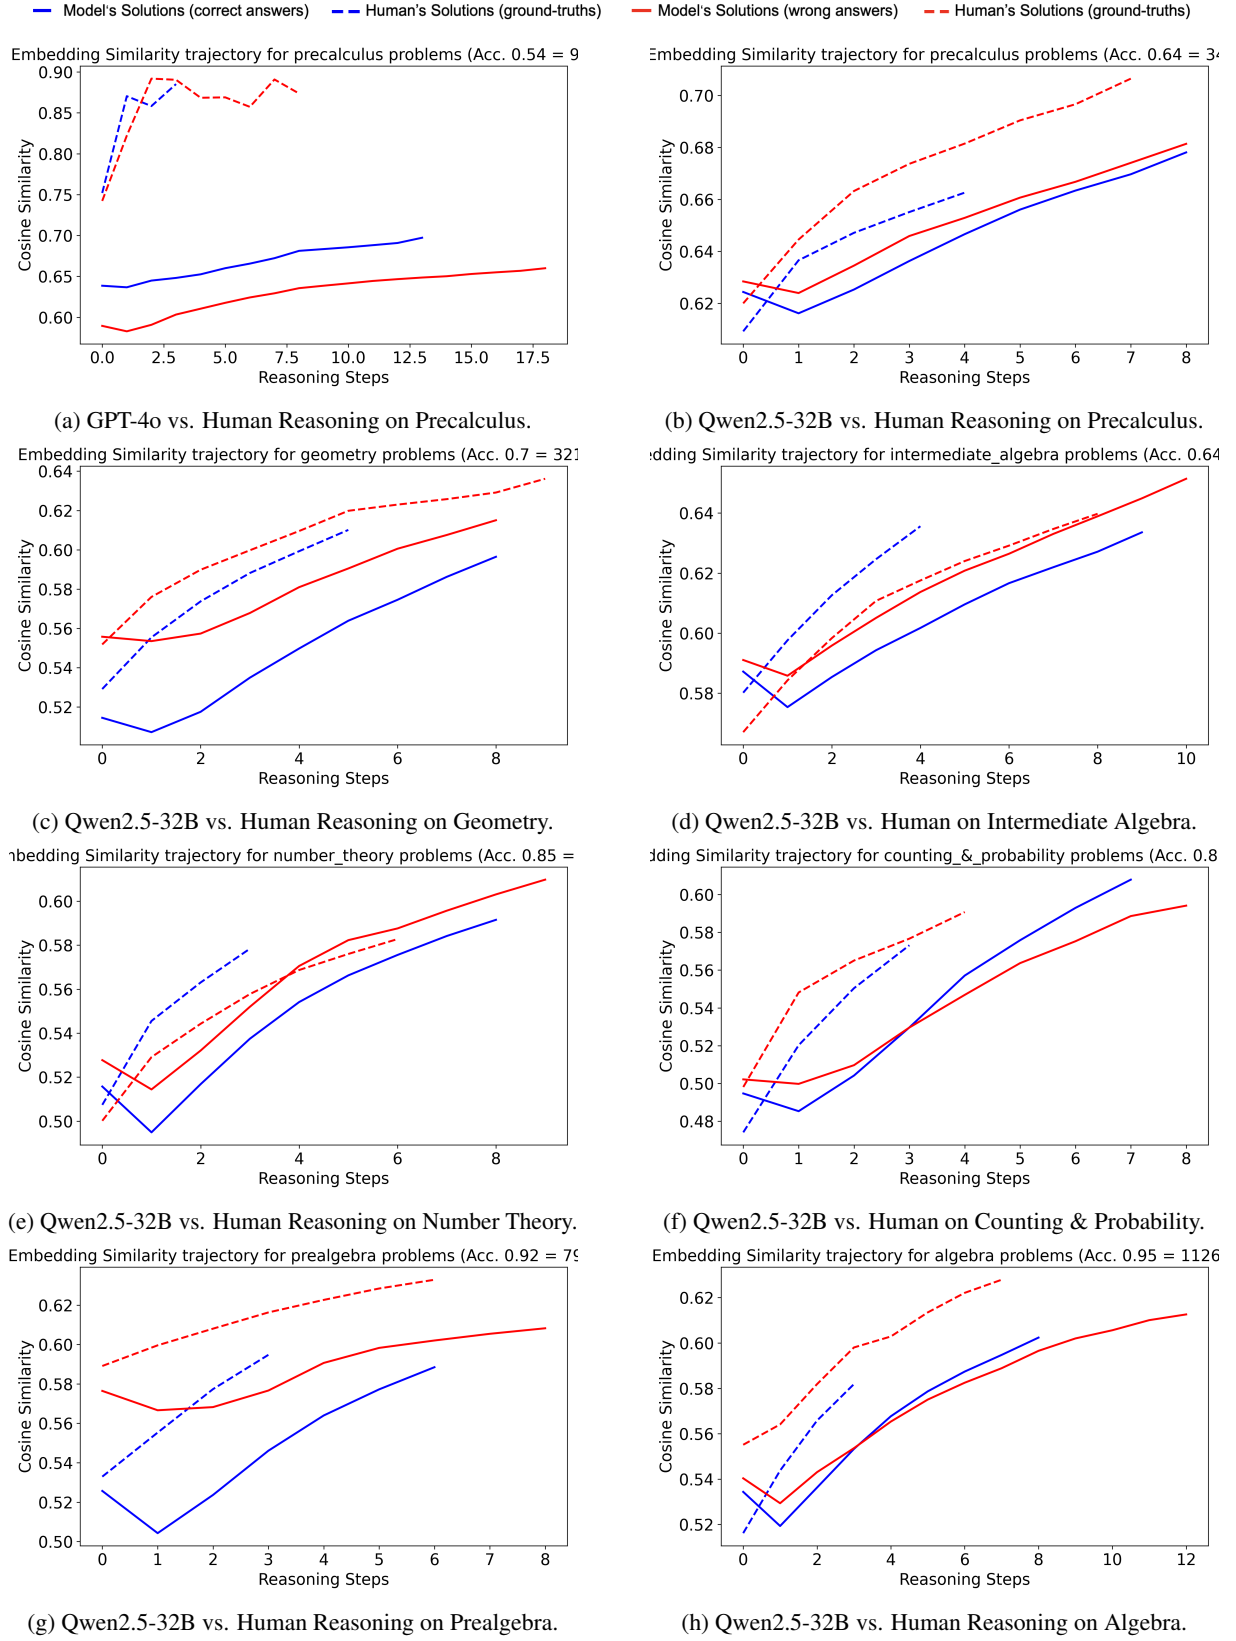 Model's Solutions (correct answers) Human's Solutions (ground-truths) Model's Solutions (wrong answers) Human's Solutions (ground-truths)
Embedding Similarity trajectory for precalculus problems (Acc. 0.54 = 9
Cosine Similarity
0.90
0.85
0.80
0.75
0.70
0.65
0.60
0.0 2.5 5.0 7.5 10.0 12.5 15.0 17.5
Reasoning Steps
(a) GPT-4o vs. Human Reasoning on Precalculus.
Embedding Similarity trajectory for precalculus problems (Acc. 0.64 = 34
Cosine Similarity
0.70
0.68
0.66
0.64
0.62
0 1 2 3 4 5 6 7 8
Reasoning Steps
(b) Qwen2.5-32B vs. Human Reasoning on Precalculus.
Embedding Similarity trajectory for geometry problems (Acc. 0.7 = 321
Cosine Similarity
0.64
0.62
0.60
0.58
0.56
0.54
0.52
0 2 4 6 8
Reasoning Steps
(c) Qwen2.5-32B vs. Human Reasoning on Geometry.
edding Similarity trajectory for intermediate_algebra problems (Acc. 0.64
Cosine Similarity
0.64
0.62
0.60
0.58
0 2 4 6 8 10
Reasoning Steps
(d) Qwen2.5-32B vs. Human on Intermediate Algebra.
nbedding Similarity trajectory for number_theory problems (Acc. 0.85 =
Cosine Similarity
0.60
0.58
0.56
0.54
0.52
0.50
0 2 4 6 8
Reasoning Steps
(e) Qwen2.5-32B vs. Human Reasoning on Number Theory.
dding Similarity trajectory for counting_&_probability problems (Acc. 0.8
Cosine Similarity
0.60
0.58
0.56
0.54
0.52
0.50
0.48
0 1 2 3 4 5 6 7 8
Reasoning Steps
(f) Qwen2.5-32B vs. Human on Counting & Probability.
Embedding Similarity trajectory for prealgebra problems (Acc. 0.92 = 79
Cosine Similarity
0.62
0.60
0.58
0.56
0.54
0.52
0.50
0 1 2 3 4 5 6 7 8
Reasoning Steps
(g) Qwen2.5-32B vs. Human Reasoning on Prealgebra.
Embedding Similarity trajectory for algebra problems (Acc. 0.95 = 1126
Cosine Similarity
0.62
0.60
0.58
0.56
0.54
0.52
0 2 4 6 8 10 12
Reasoning Steps
(h) Qwen2.5-32B vs. Human Reasoning on Algebra.